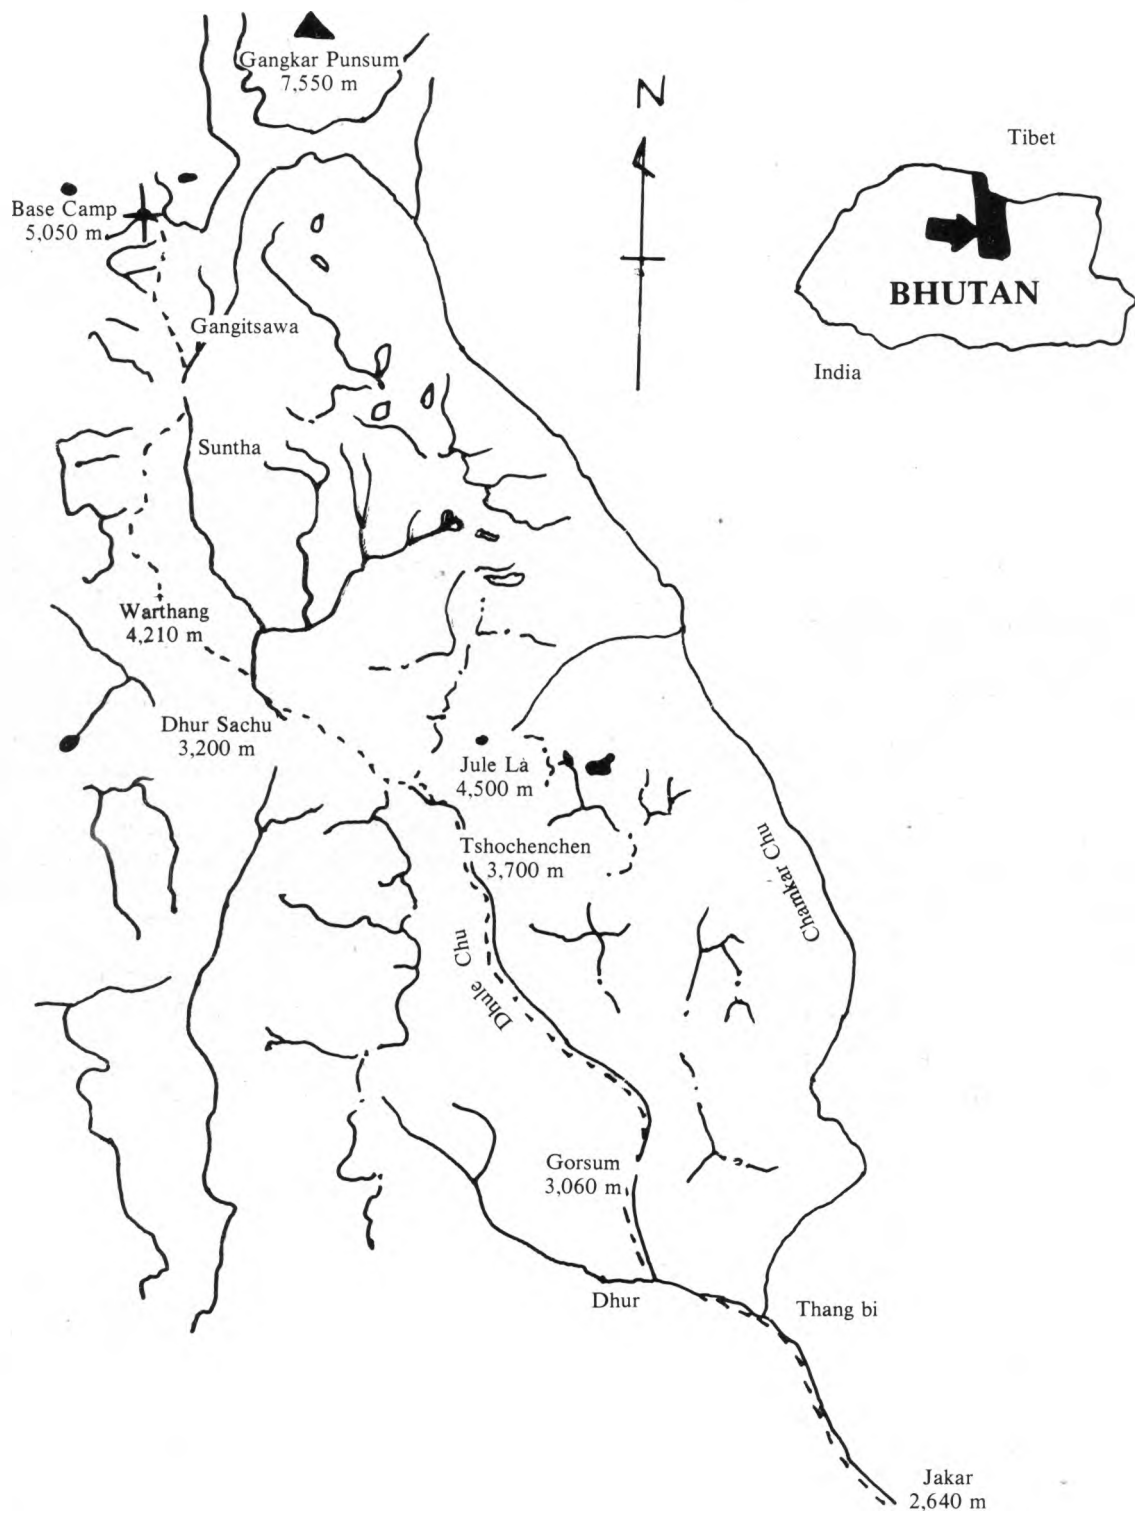 Gangkar Punsum
7,550 m
N
Tibet
Base Camp
5,050 m
BHUTAN
Gangitsawa
India
Suntha
Warthang
4,210 m
Dhur Sachu
3,200 m
Jule Là
4,500 m
Tshochenchen
3,700 m
Chamkar Chu
Dhule Chu
Gorsum
3,060 m
Dhur
Thang bi
Jakar
2,640 m